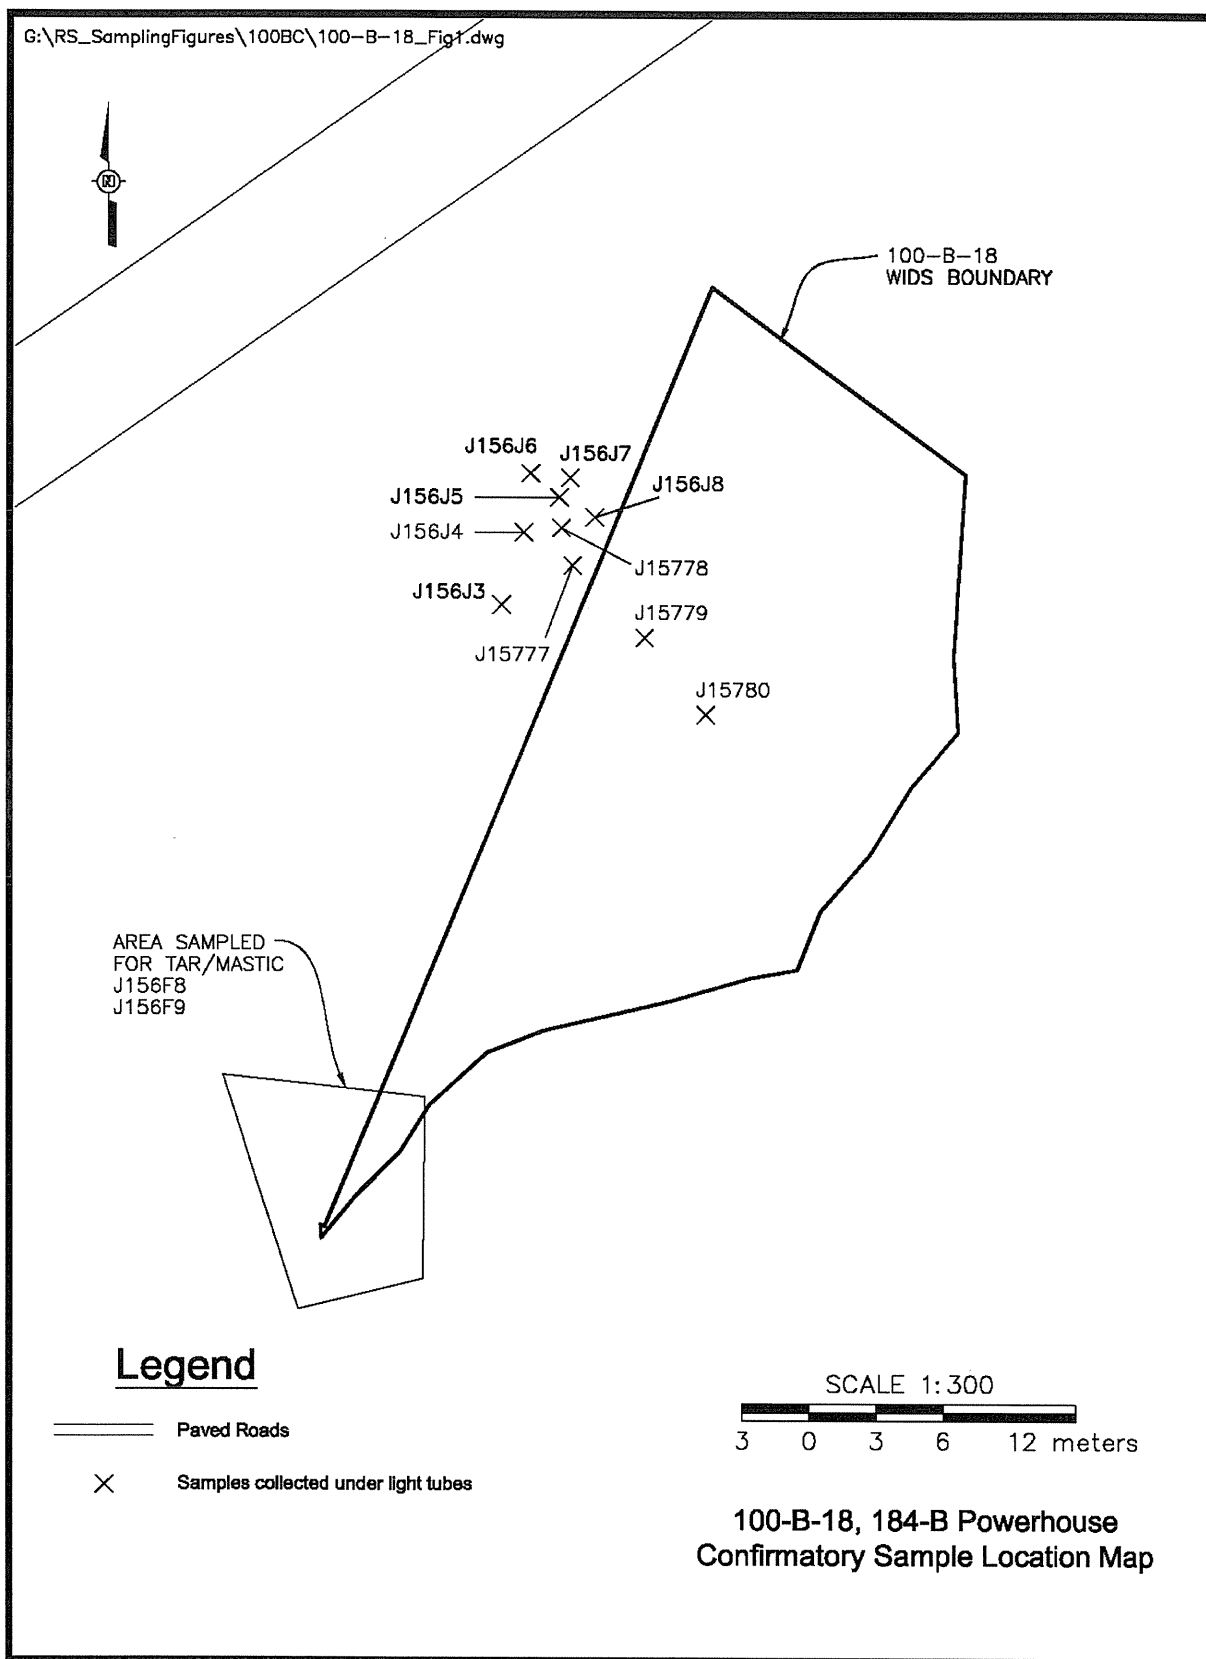 G:\RS_SamplingFigures\100BC\100-B-18_Fig1.dwg
N
100-B-18
WIDS BOUNDARY
J156J6
J156J7
J156J5
J156J8
J156J4
J15778
J156J3
J15779
J15777
J15780
AREA SAMPLED
FOR TAR/MASTIC
J156F8
J156F9
Legend
Paved Roads
Samples collected under light tubes
SCALE 1:300
3 0 3 6 12 meters
100-B-18, 184-B Powerhouse
Confirmatory Sample Location Map